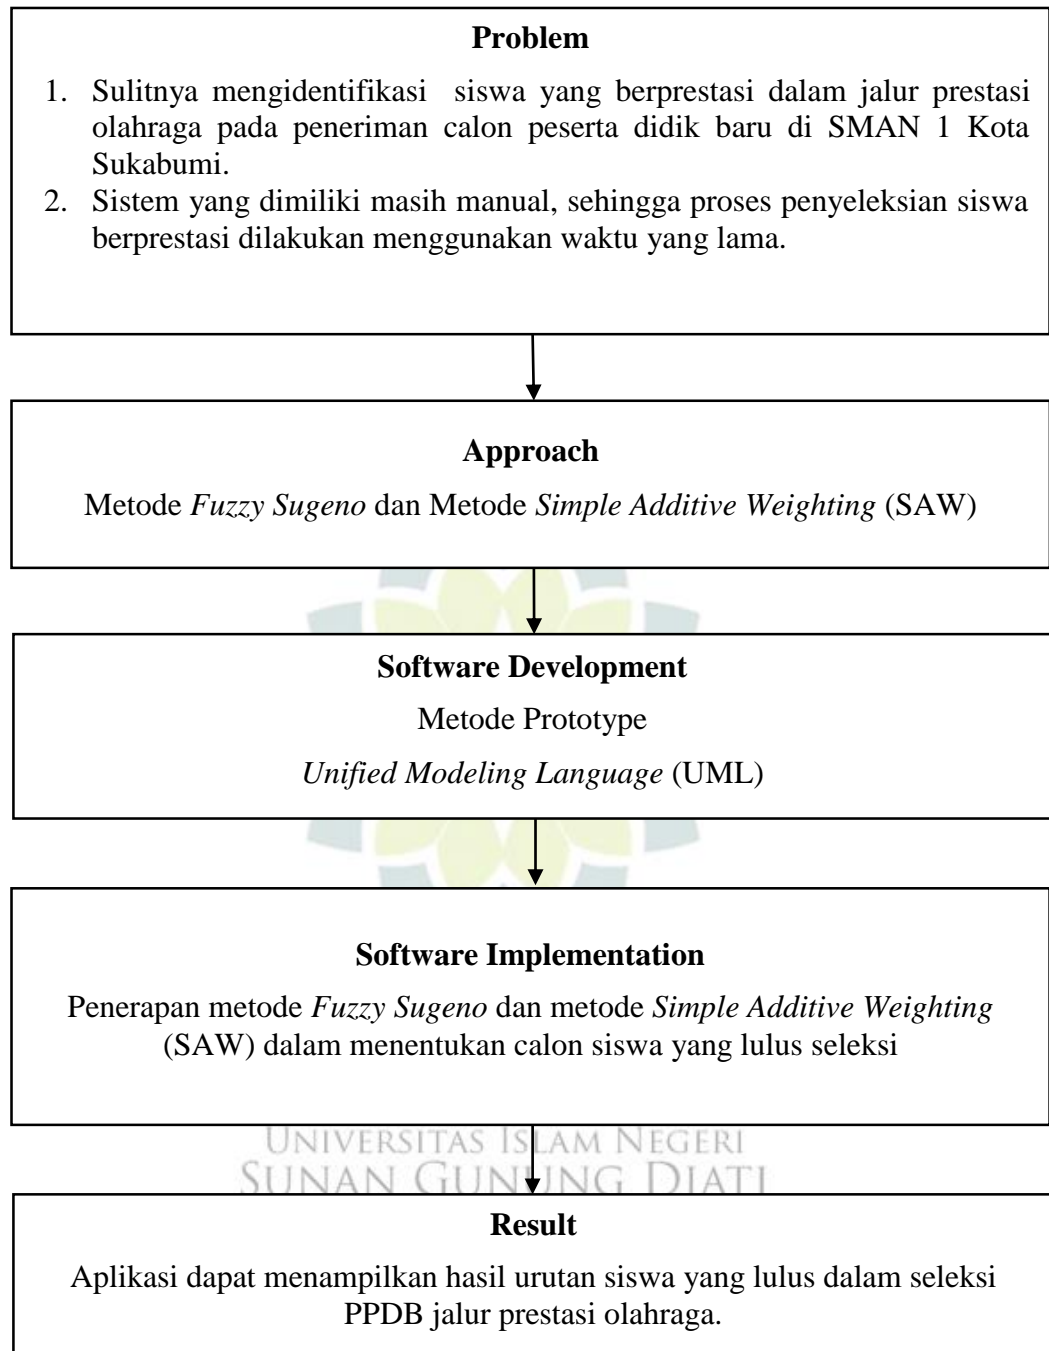 Problem
1. Sulitnya mengidentifikasi siswa yang berprestasi dalam jalur prestasi
olahraga pada peneriman calon peserta didik baru di SMAN 1 Kota
Sukabumi.
2. Sistem yang dimiliki masih manual, sehingga proses penyeleksian siswa
berprestasi dilakukan menggunakan waktu yang lama.
Approach
Metode Fuzzy Sugeno dan Metode Simple Additive Weighting (SAW)
Software Development
Metode Prototype
Unified Modeling Language (UML)
Software Implementation
Penerapan metode Fuzzy Sugeno dan metode Simple Additive Weighting
(SAW) dalam menentukan calon siswa yang lulus seleksi
UNIVERSITAS ISLAM NEGERI
SUNAN GUNUNG DJATI
Result
Aplikasi dapat menampilkan hasil urutan siswa yang lulus dalam seleksi
PPDB jalur prestasi olahraga.